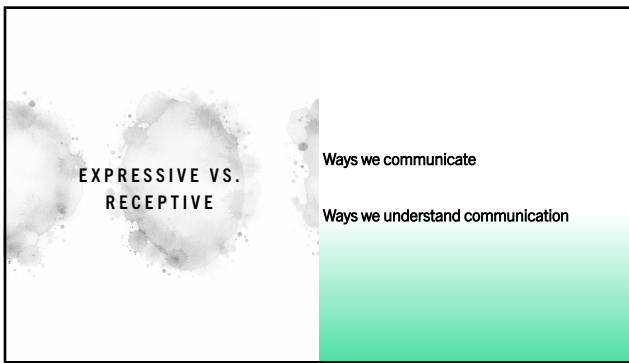 EXPRESSIVE VS.
RECEPTIVE
Ways we communicate
Ways we understand communication